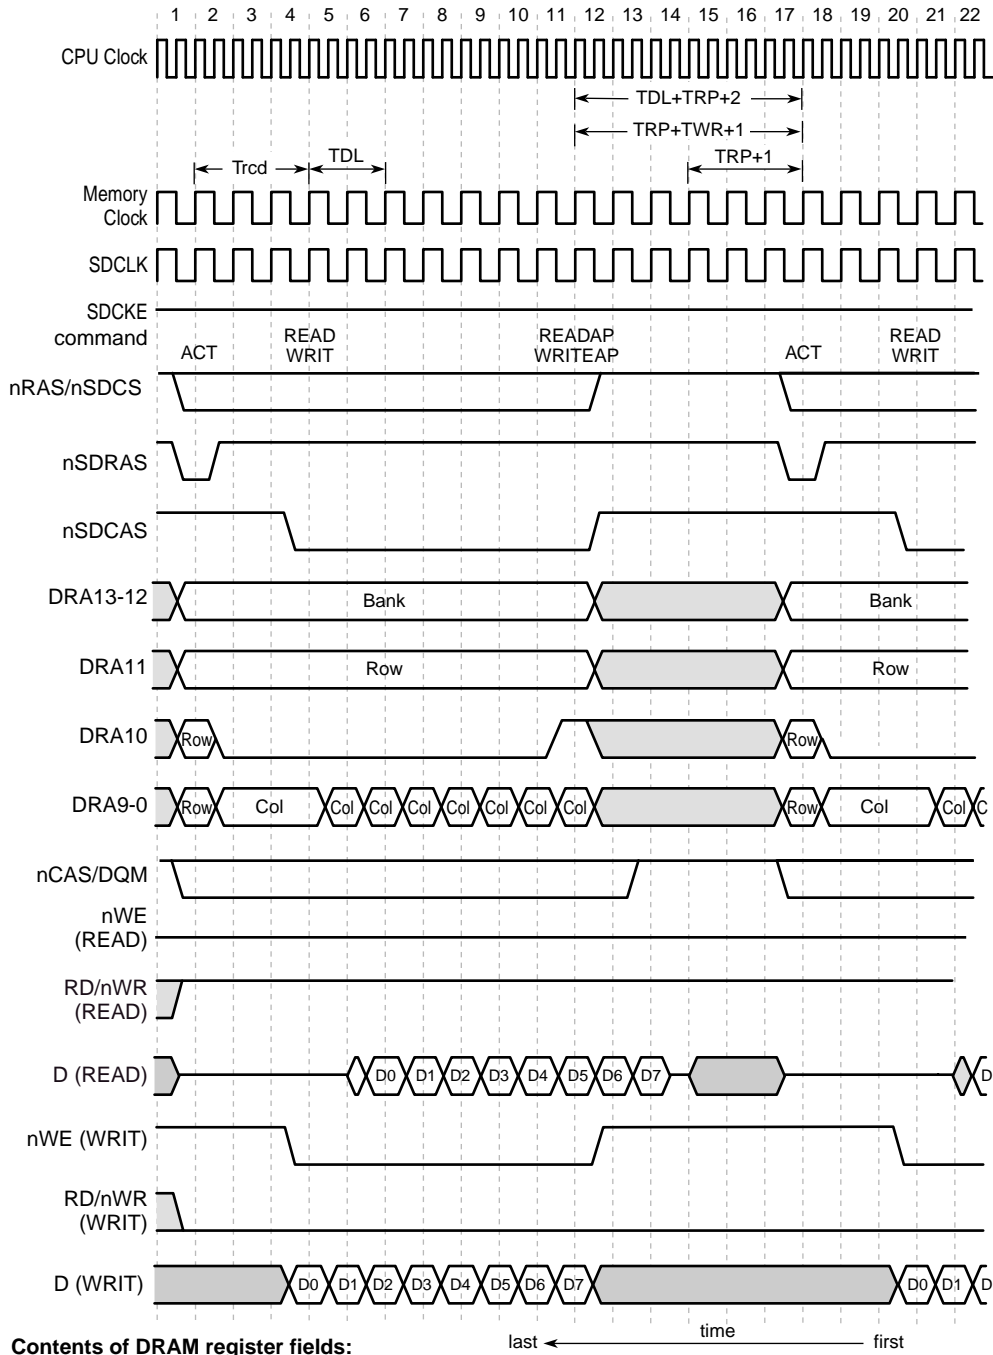 1 2 3 4 5 6 7 8 9 10 11 12 13 14 15 16 17 18 19 20 21 22
CPU Clock
TDL+TRP+2
TRP+TWR+1
Trcd TDL TRP+1
Memory
Clock
SDCLK
SDCKE
command
ACT READ WRIT READAP WRITEAP ACT READ WRIT
nRAS/nSDCS
nSDRAS
nSDCAS
DRA13-12 Bank Bank
DRA11 Row Row
DRA10 Row Row
DRA9-0 Row Col Col Col Col Col Col Col Col Row Col Col C
nCAS/DQM
nWE
(READ)
RD/nWR
(READ)
D (READ) D0 D1 D2 D3 D4 D5 D6 D7 D
nWE (WRIT)
RD/nWR
(WRIT)
D (WRIT) D0 D1 D2 D3 D4 D5 D6 D7 D0 D1 D
Contents of DRAM register fields: last time first